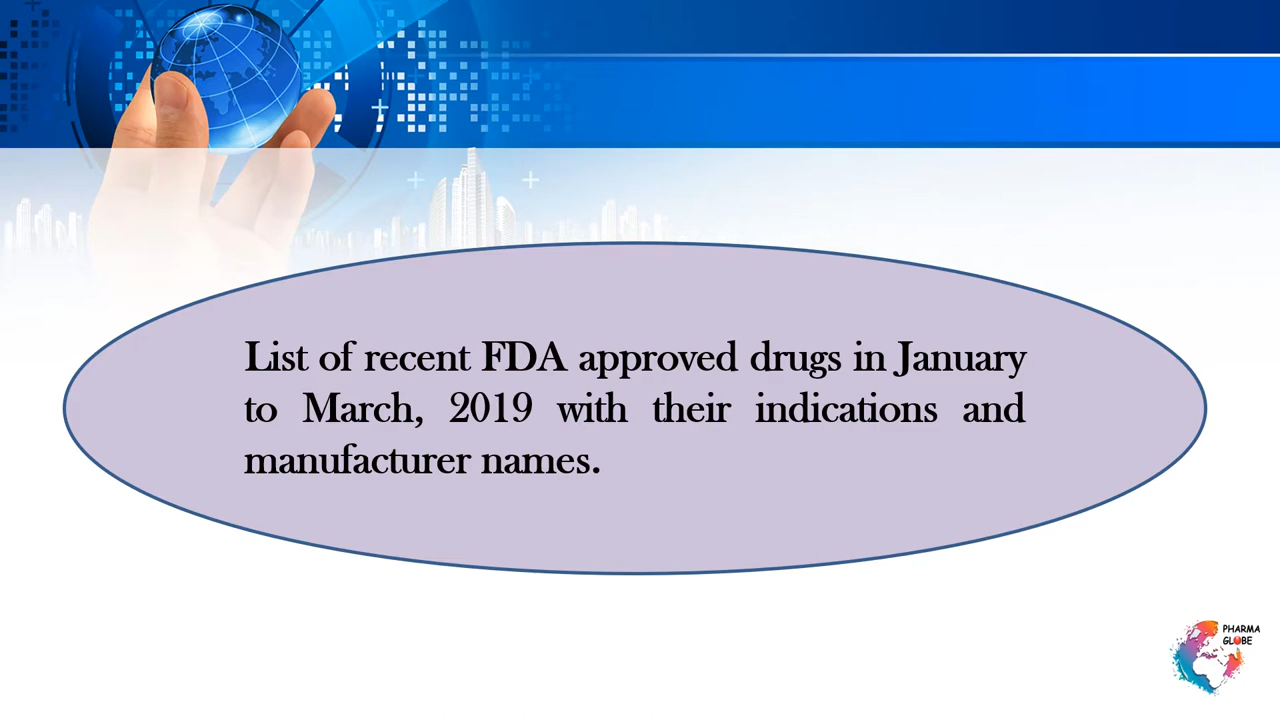 List of recent FDA approved drugs in January
to March, 2019 with their indications and
manufacturer names.
PHARMA
GLOBE